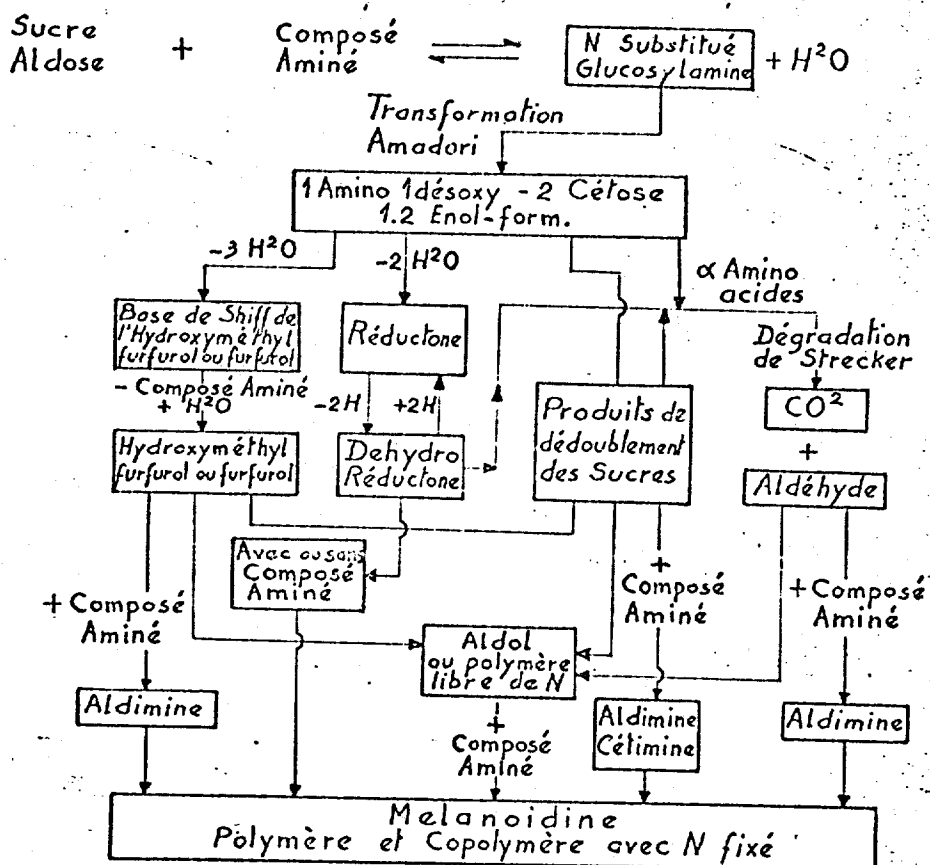 Sucre
Aldose
+
Composé
Aminé
N Substitué
Glucosylamine
+ H²O
Transformation
Amadori
1 Amino 1 désoxy - 2 Cétose
1.2 Enol-form.
-3 H²O
-2 H²O
α Amino
acides
Base de Shiff de
l'Hydroxyméthyl
furfurol ou furfurol
Réductone
Dégradation
de Strecker
- Composé Aminé
+ H²O
-2H
+2H
Produits de
dédoublement
des Sucres
CO²
+
Hydroxyméthyl
furfurol ou furfurol
Dehydro
Réductone
Aldéhyde
Avec ou sans
Composé
Aminé
+ Composé
Aminé
+
Composé
Aminé
+ Composé
Aminé
Aldol
ou polymère
libre de N
Aldimine
+
Composé
Aminé
Aldimine
Cétimine
Aldimine
Melanoidine
Polymère et Copolymère avec N fixé